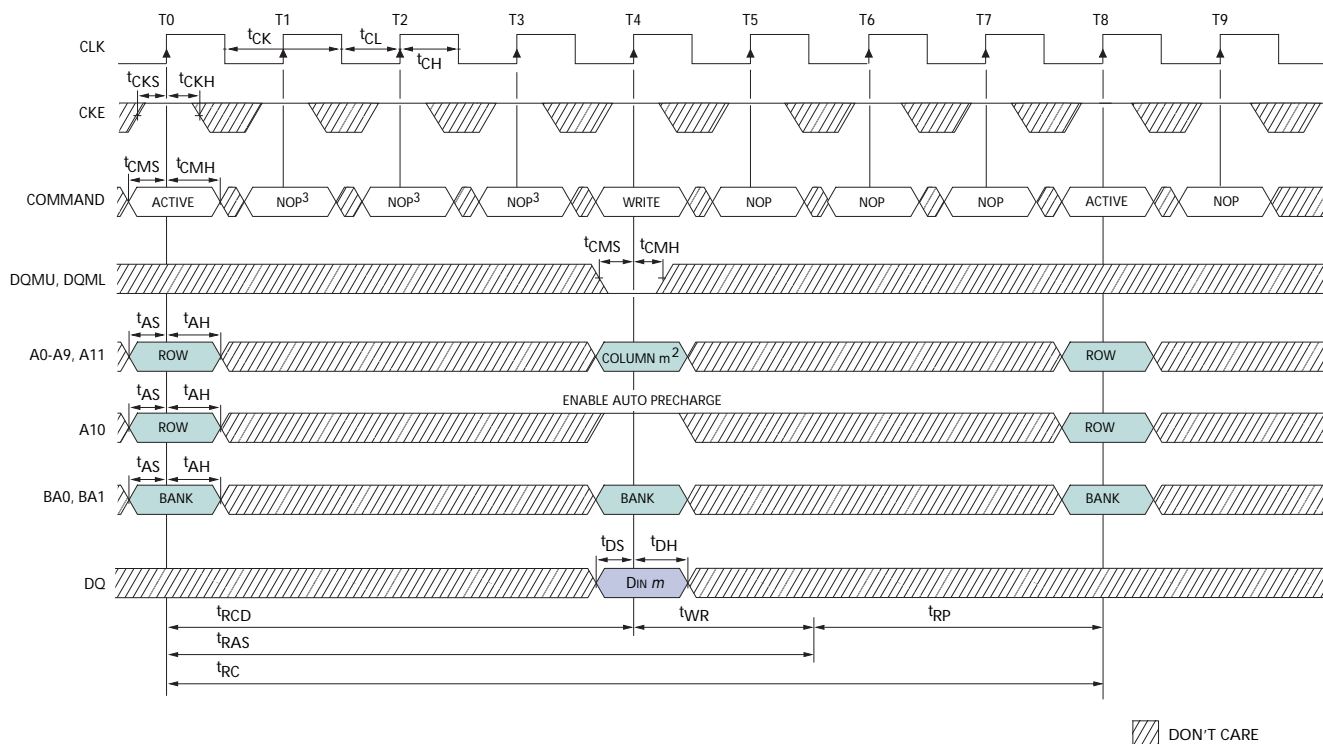 T0 T1 T2 T3 T4 T5 T6 T7 T8 T9
CLK
tCK tCL
tCH
tCKS tCKH
CKE
tCMS tCMH
COMMAND ACTIVE NOP3 NOP3 NOP3 WRITE NOP NOP NOP ACTIVE NOP
tCMS tCMH
DQMU, DQML
tAS tAH
A0-A9, A11 ROW COLUMN m2 ROW
tAS tAH ENABLE AUTO PRECHARGE
A10 ROW ROW
tAS tAH
BA0, BA1 BANK BANK BANK
tDS tDH
DQ DIN m
tRCD tWR tRP
tRAS
tRC
DON'T CARE